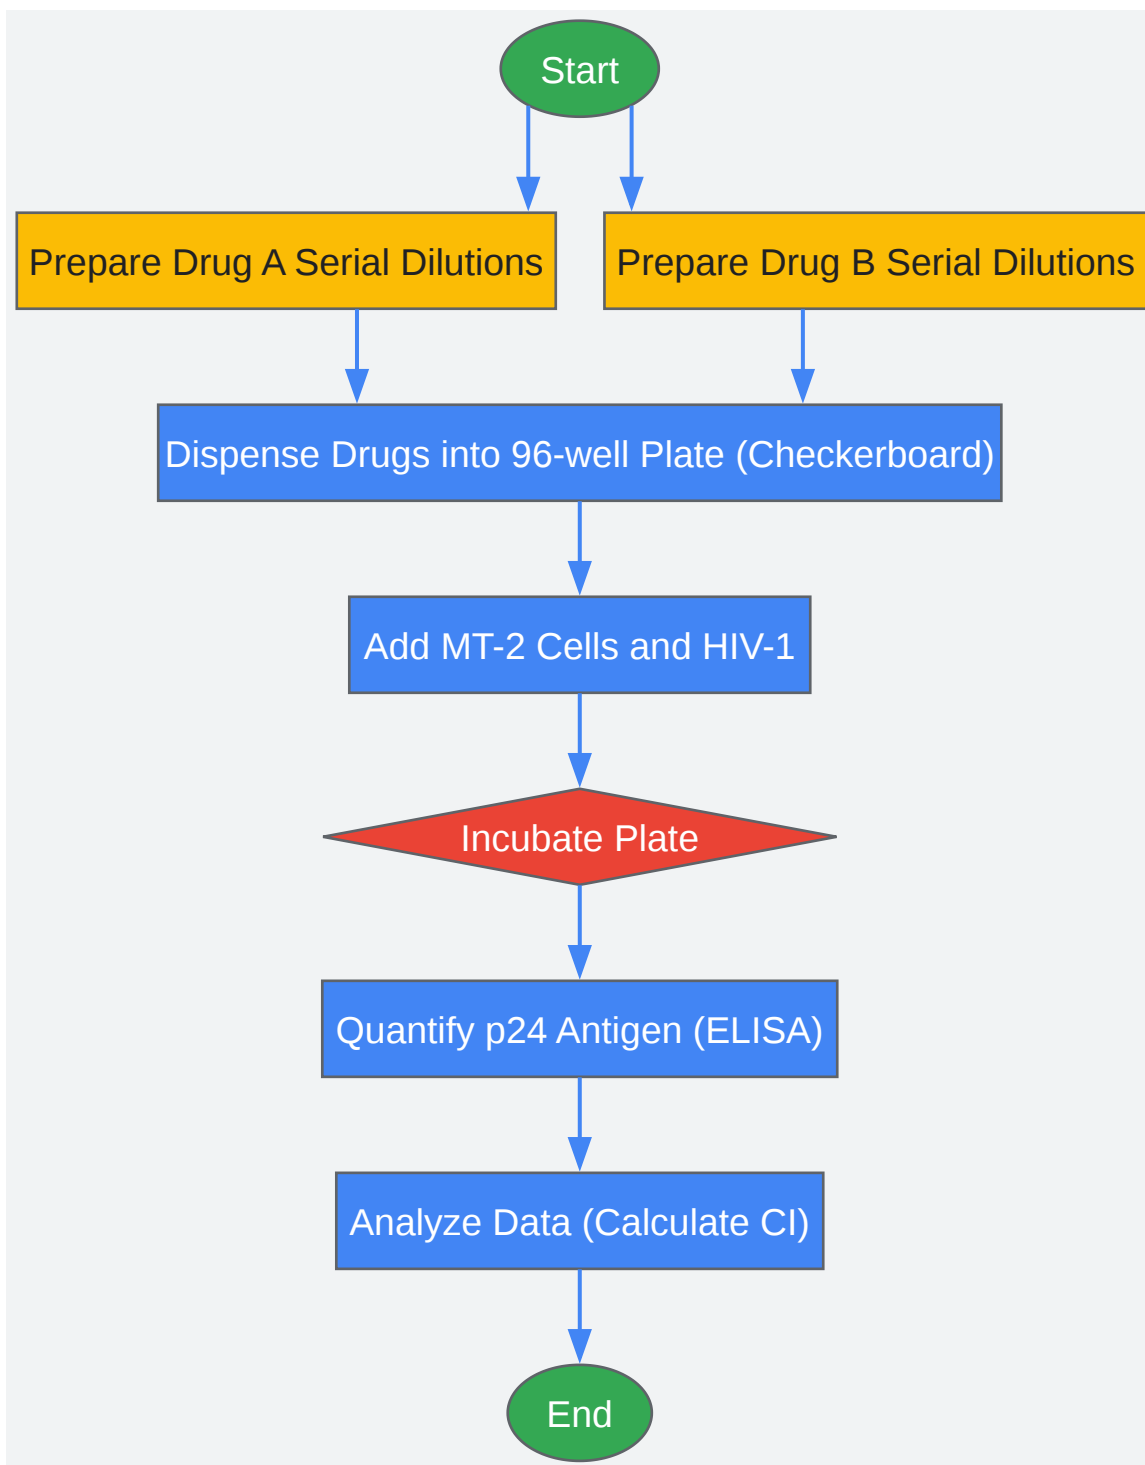 Start
Prepare Drug A Serial Dilutions
Prepare Drug B Serial Dilutions
Dispense Drugs into 96-well Plate (Checkerboard)
Add MT-2 Cells and HIV-1
Incubate Plate
Quantify p24 Antigen (ELISA)
Analyze Data (Calculate CI)
End